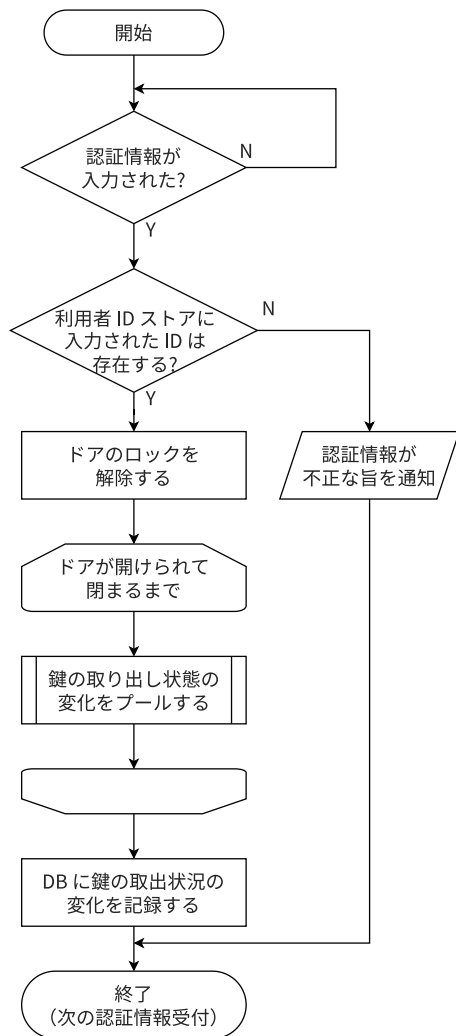 開始
認証情報が
入力された?
N
Y
利用者 ID ストアに
入力された ID は
存在する?
N
Y
ドアのロックを
解除する
認証情報が
不正な旨を通知
ドアが開けられて
閉まるまで
鍵の取り出し状態の
変化をプールする
DB に鍵の取出状況の
変化を記録する
終了
（次の認証情報受付）